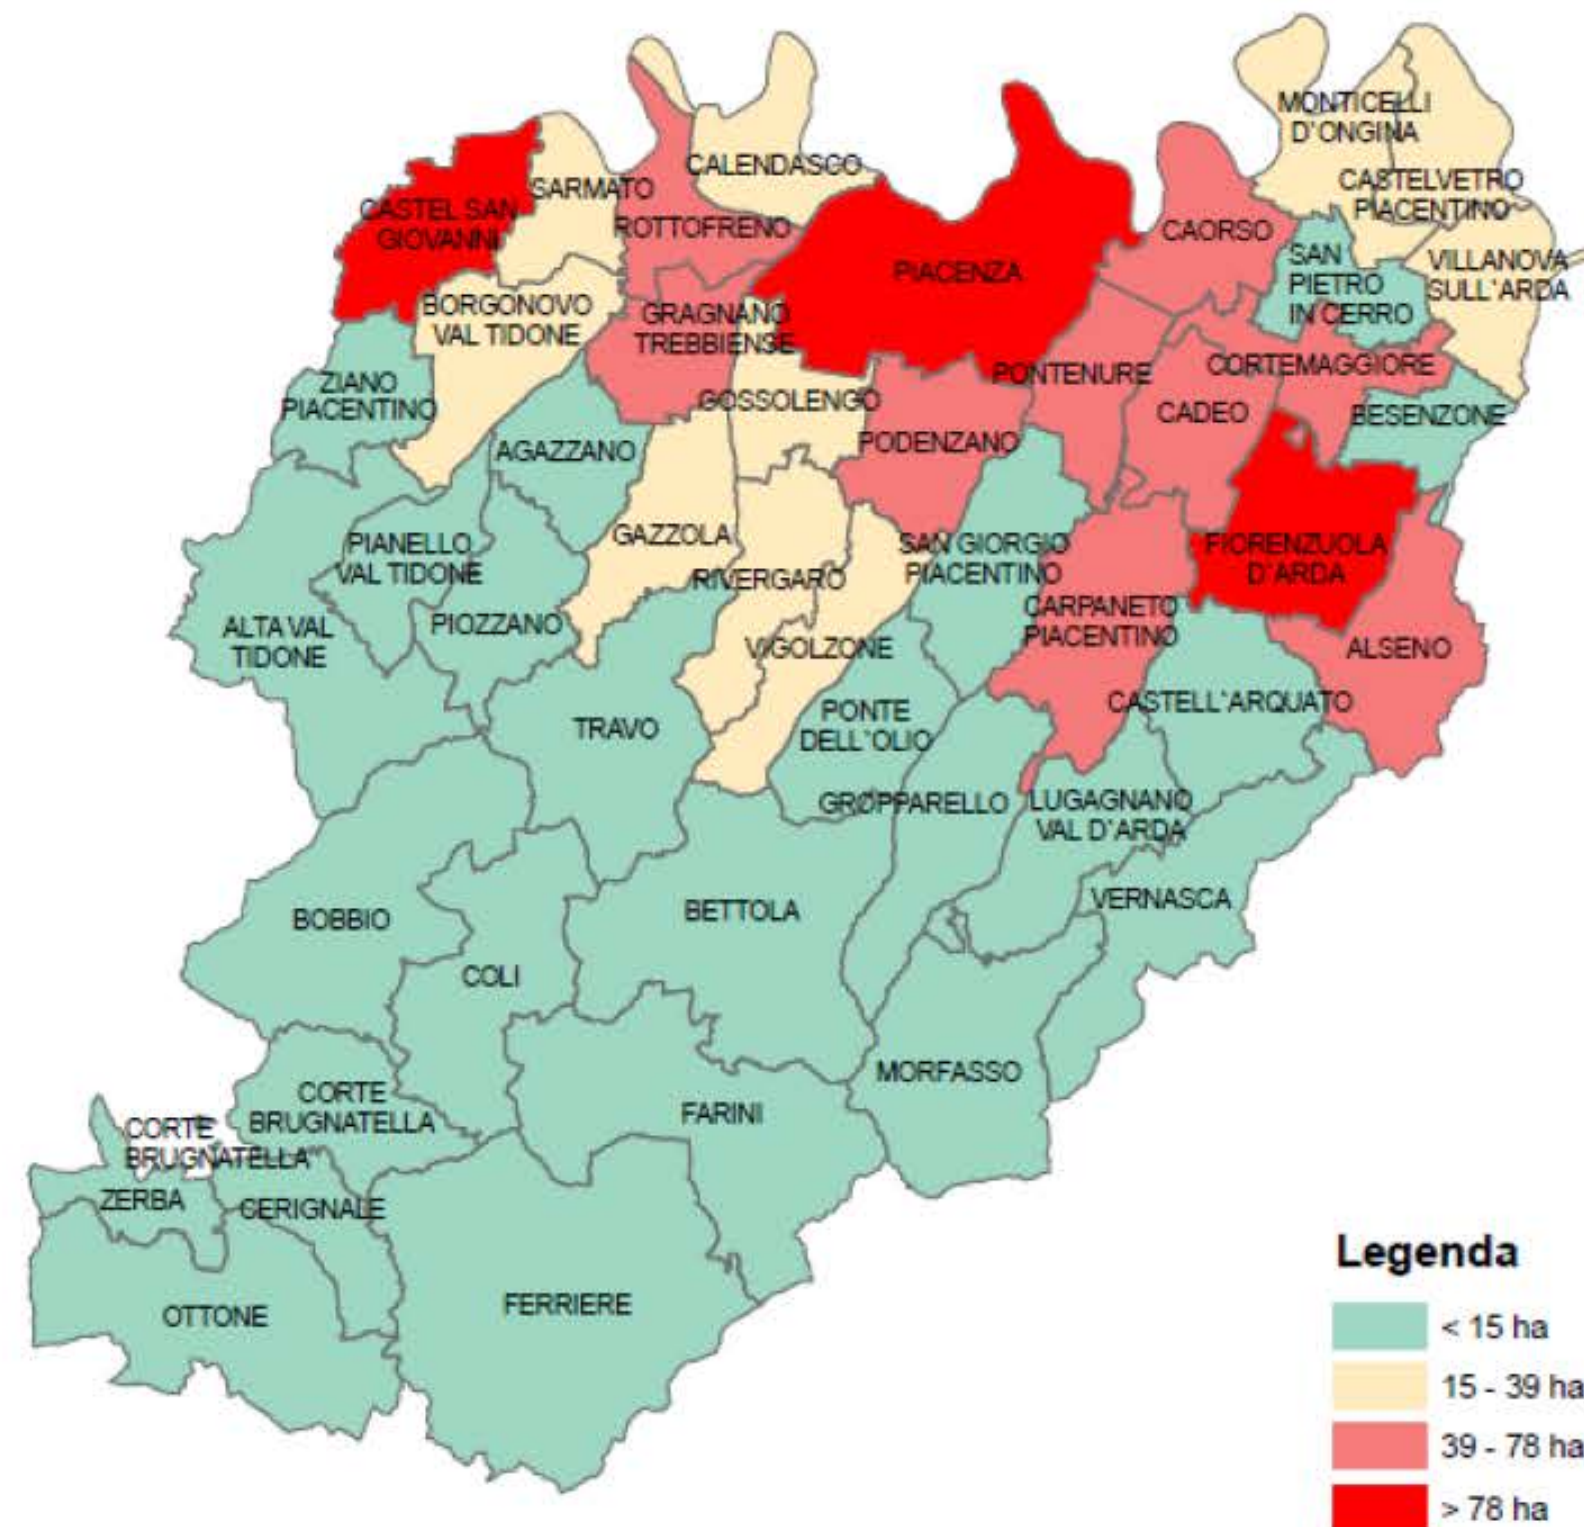 MONTICELLI
D'ONGINA
CALENDASCO
SARMATO
CASTELVETRO
PIACENTINO
CASTEL SAN
GIOVANNI
ROTTOFRENO
CAORSO
PIACENZA
SAN
PIETRO
IN CERRO
VILLANOVA
SULL'ARDA
BORGONOVO
VAL TIDONE
GRAGNANO
TREBBIENSE
CORTEMAGGIORE
PONTENURE
ZIANO
PIACENTINO
GOSSOLENGO
CADEO
BESENZONE
PODENZANO
AGAZZANO
GAZZOLA
PIANELLO
VAL TIDONE
SAN GIORGIO
PIACENTINO
FIORENZUOLA
D'ARDA
RIVERGARO
CARPANETO
PIACENTINO
PIOZZANO
ALTA VAL
TIDONE
VIGOLZONE
ALSENO
CASTELL'ARQUATO
TRAVO
PONTE
DELL'OLIO
GROPPARELLO
LUGAGNANO
VAL D'ARDA
VERNASCA
BETTOLA
BOBBIO
COLI
MORFASSO
CORTE
BRUGNATELLA
FARINI
CORTE
BRUGNATELLA"
ZERBA
CERIGNALE
FERRIERE
OTTONE
Legenda
< 15 ha
15 - 39 ha
39 - 78 ha
> 78 ha